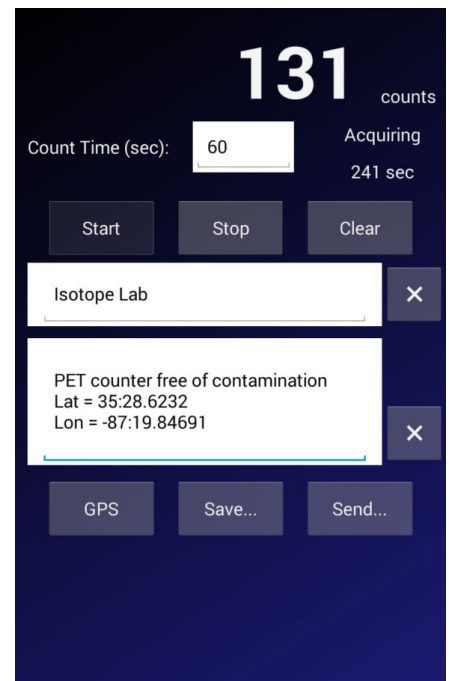 131 counts
Count Time (sec): 60 Acquiring
241 sec
Start Stop Clear
Isotope Lab ×
PET counter free of contamination
Lat = 35:28.6232
Lon = -87:19.84691 ×
GPS Save... Send...